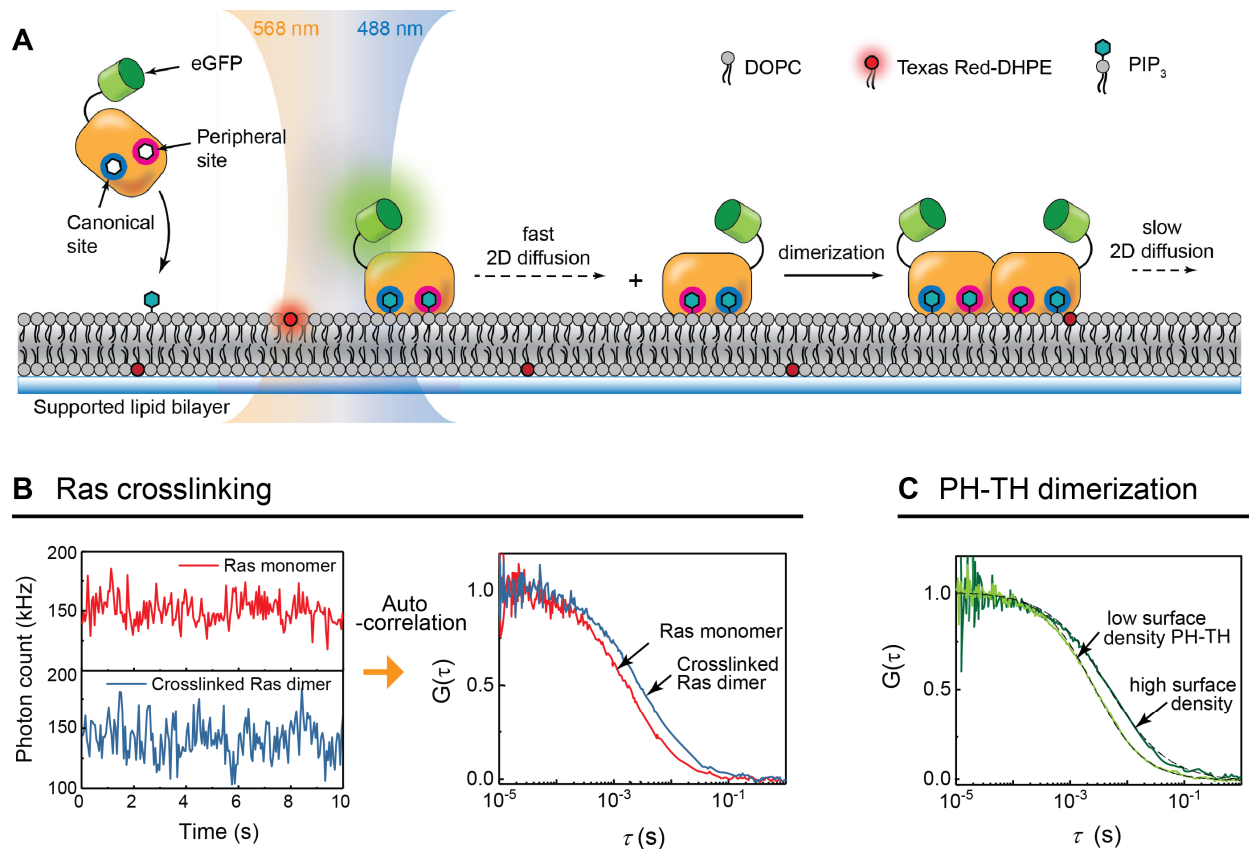 A
568 nm
488 nm
eGFP
Peripheral
site
Canonical
site
DOPC
Texas Red-DHPE
PIP₃
fast
2D diffusion
+
dimerization
slow
2D diffusion
Supported lipid bilayer
B Ras crosslinking
200
150
200
150
100
Photon count (kHz)
Ras monomer
Crosslinked Ras dimer
0 2 4 6 8 10
Time (s)
Auto
-correlation
1.0
0.5
0.0
G(τ)
Ras monomer
Crosslinked
Ras dimer
10⁻⁵ 10⁻³ 10⁻¹
τ (s)
C PH-TH dimerization
1.0
0.5
0.0
G(τ)
low surface
density PH-TH
high surface
density
10⁻⁵ 10⁻³ 10⁻¹
τ (s)